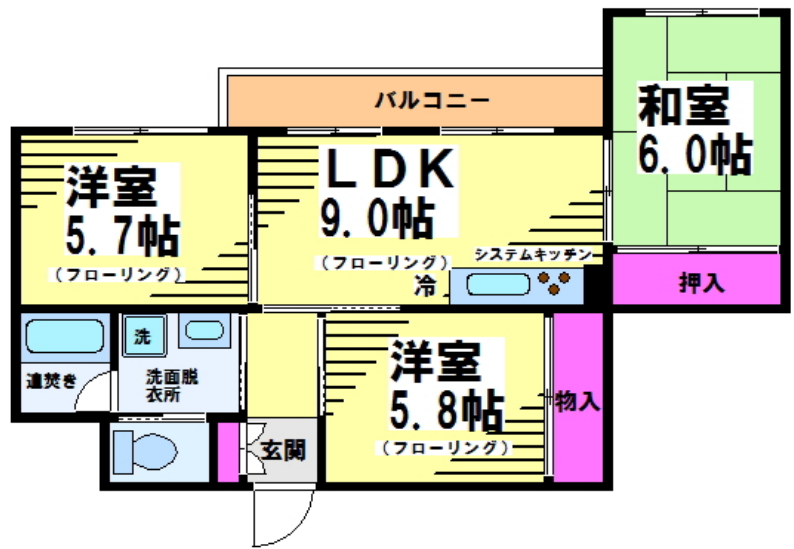 バルコニー
和室
6.0帖
洋室
5.7帖
(フローリング)
LDK
9.0帖
(フローリング)
システムキッチン
冷
押入
追焚き
洗
洗面脱
衣所
洋室
5.8帖
(フローリング)
物入
玄関